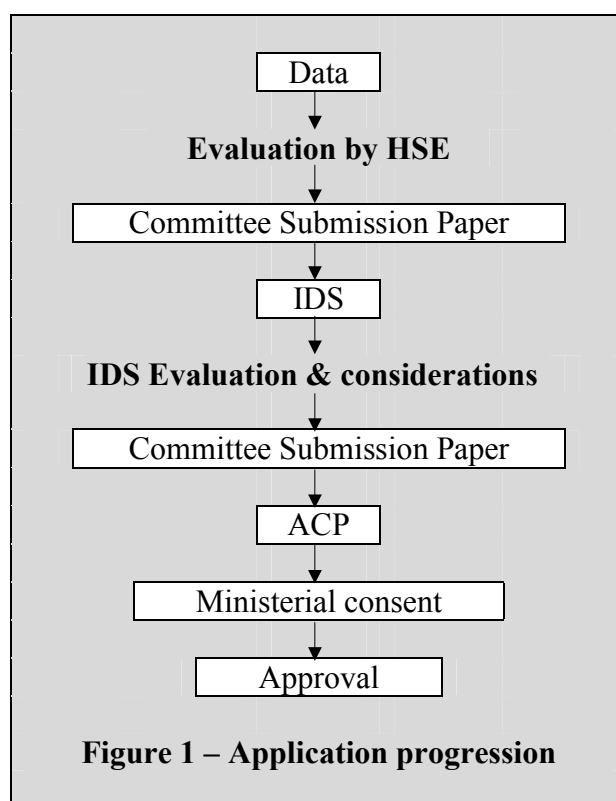 Data
Evaluation by HSE
Committee Submission Paper
IDS
IDS Evaluation & considerations
Committee Submission Paper
ACP
Ministerial consent
Approval
Figure 1 – Application progression